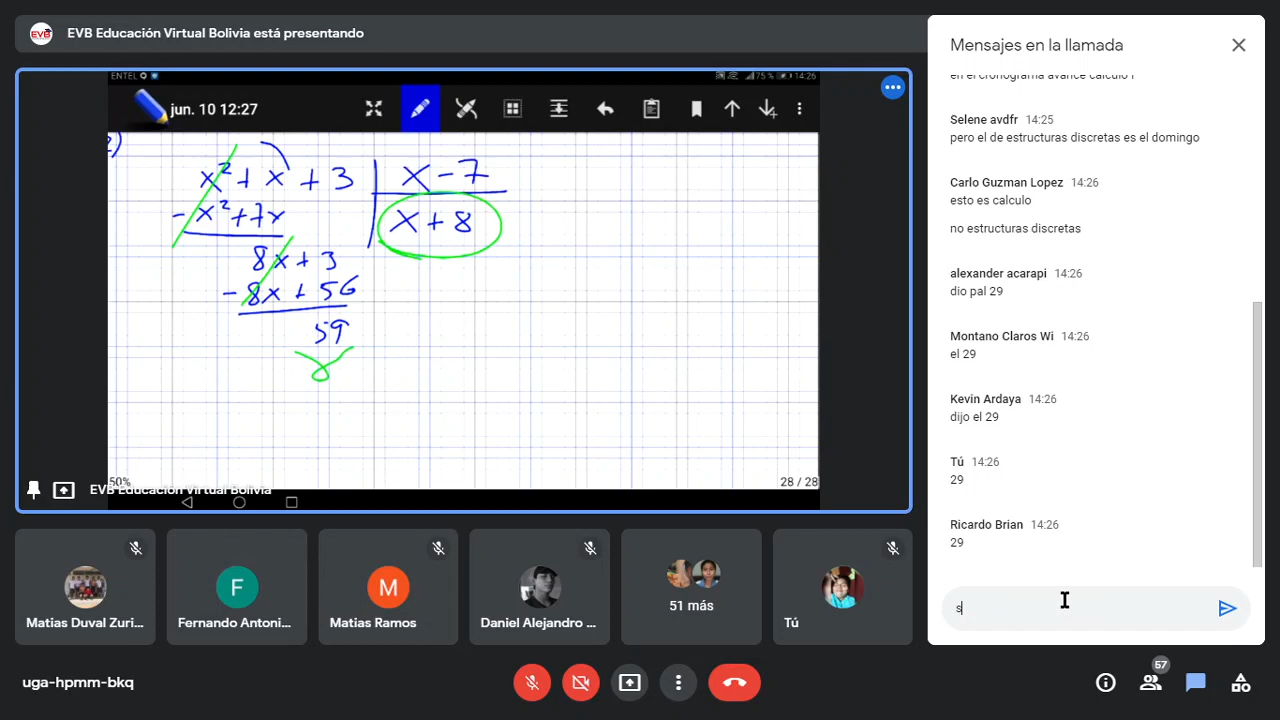 EVB
EVB Educación Virtual Bolivia está presentando
ENTEL
75 % 14:26
jun. 10 12:27
2)
x² + x + 3 | x - 7
- x² + 7x
x + 8
8x + 3
- 8x + 56
59
50%
EVB Educación Virtual Bolivia
28 / 28
Matias Duval Zuri...
F
Fernando Antoni...
M
Matias Ramos
Daniel Alejandro ...
51 más
Tú
uga-hpmm-bkq
57
Mensajes en la llamada
en el cronograma avance calculo I
Selene avdfr 14:25
pero el de estructuras discretas es el domingo
Carlo Guzman Lopez 14:26
esto es calculo
no estructuras discretas
alexander acarapi 14:26
dio pal 29
Montano Claros Wi 14:26
el 29
Kevin Ardaya 14:26
dijo el 29
Tú 14:26
29
Ricardo Brian 14:26
29
s